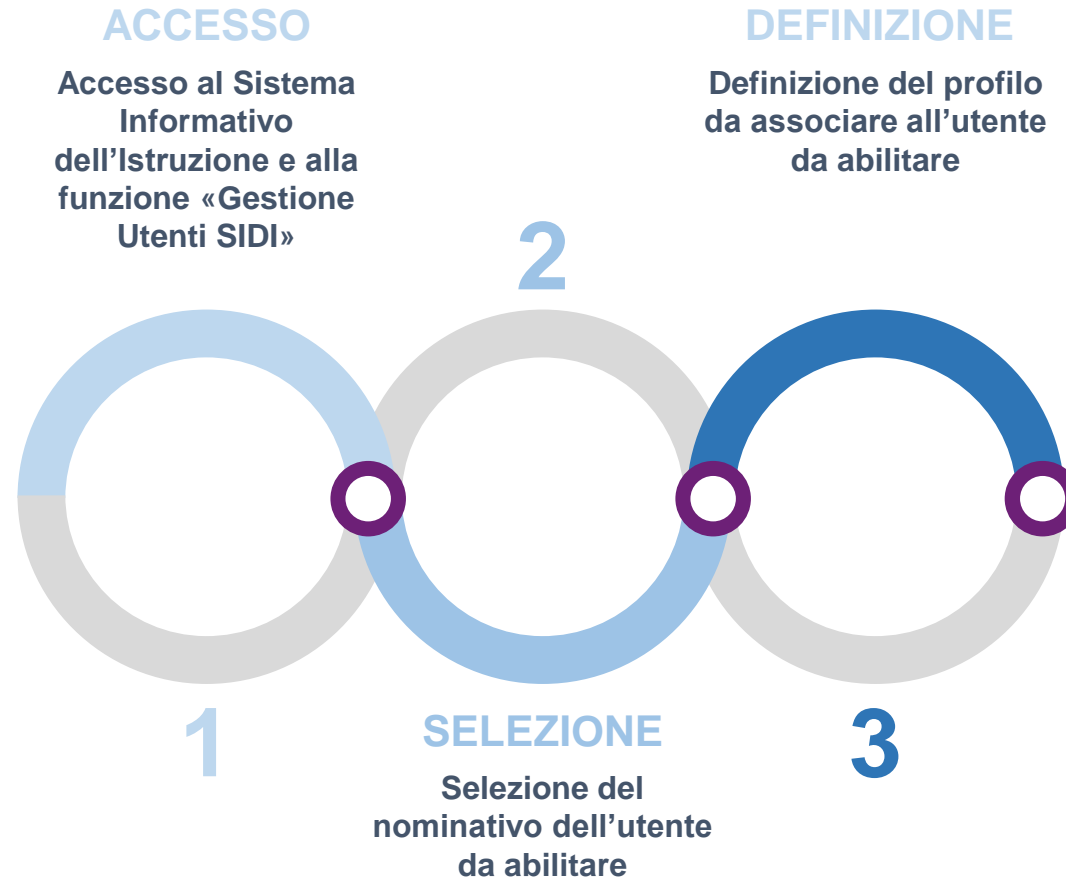 ACCESSO
Accesso al Sistema
Informativo
dell’Istruzione e alla
funzione «Gestione
Utenti SIDI»
1
2
SELEZIONE
Selezione del
nominativo dell’utente
da abilitare
DEFINIZIONE
Definizione del profilo
da associare all’utente
da abilitare
3